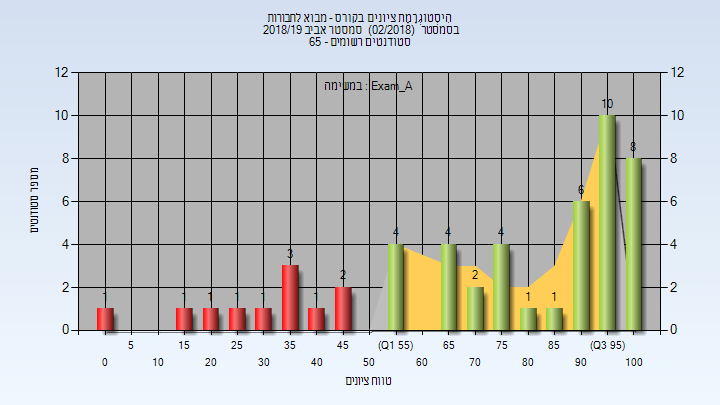 היסטוגרמת ציונים בקורס - מבוא לחבורות
בסמסטר (02/2018) סמסטר אביב 2018/19
סטודנטים רשומים - 65
במשימה : Exam_A
12 12
10 10
8 8
6 6
4 4
2 2
0 0
מספר סטודנטים
1 1 1 1 1 3 1 2 4 4 2 4 1 1 6 10 8
5 15 25 35 45 (Q1 55) 65 75 85 (Q3 95)
0 10 20 30 40 50 60 70 80 90 100
טווח ציונים